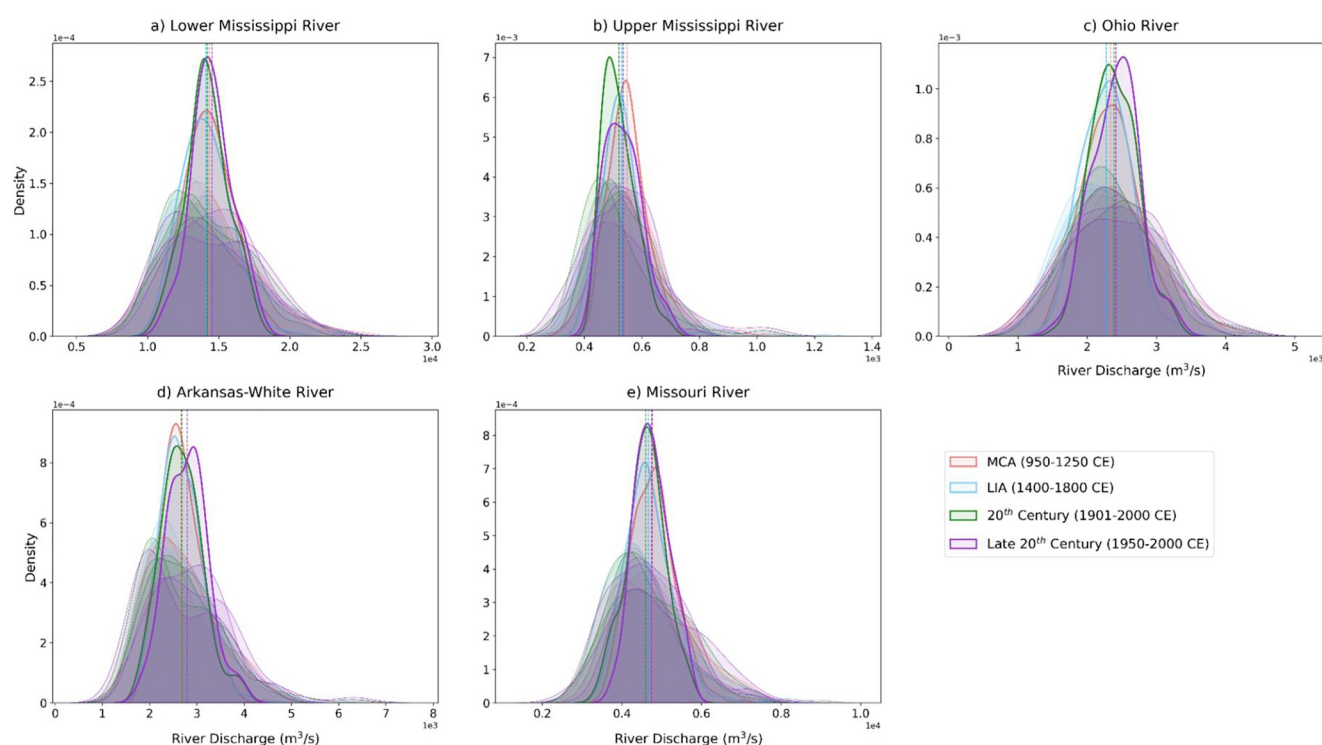 a) Lower Mississippi River
1e−4
Density
2.5
2.0
1.5
1.0
0.5
0.0
0.5 1.0 1.5 2.0 2.5 3.0
1e4
b) Upper Mississippi River
1e−3
7
6
5
4
3
2
1
0
0.2 0.4 0.6 0.8 1.0 1.2 1.4
1e3
c) Ohio River
1e−3
1.0
0.8
0.6
0.4
0.2
0.0
0 1 2 3 4 5
River Discharge (m³/s)
d) Arkansas-White River
1e−4
Density
8
6
4
2
0
0 1 2 3 4 5 6 7 8
1e3
River Discharge (m³/s)
e) Missouri River
1e−4
8
7
6
5
4
3
2
1
0
0.2 0.4 0.6 0.8 1.0
1e4
River Discharge (m³/s)
MCA (950-1250 CE)
LIA (1400-1800 CE)
20th Century (1901-2000 CE)
Late 20th Century (1950-2000 CE)